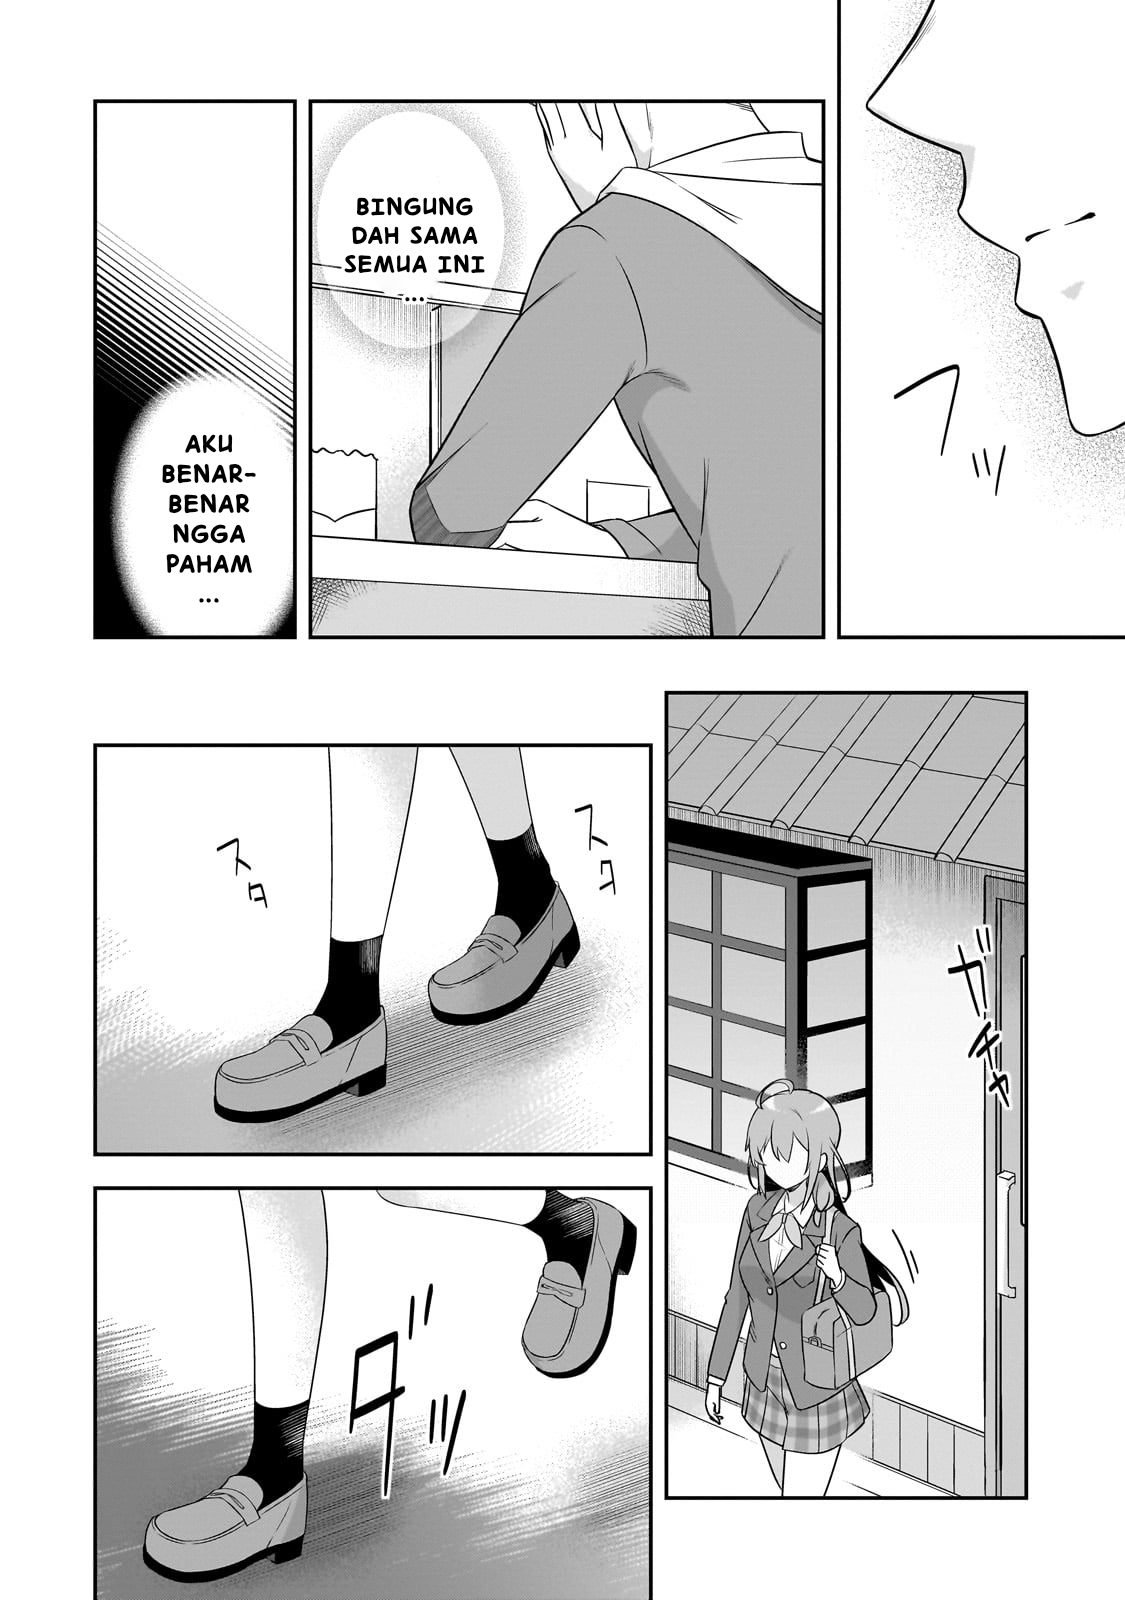 フ
ッ
BINGUNG
DAH SAMA
SEMUA INI
...
AKU
BENAR-
BENAR
NGGA
PAHAM
...
ガチャ
スタ
スタ
ダッ